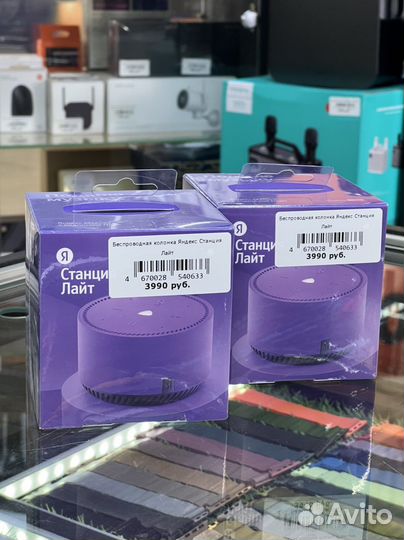 Беспроводная колонка Яндекс Станция
Лайт
4 670028 540633
3990 руб.
Я
Станци
Лайт
Беспроводная колонка Яндекс Станция
Лайт
4 670028 540633
3990 руб.
Я
Станци
Лайт
Avito